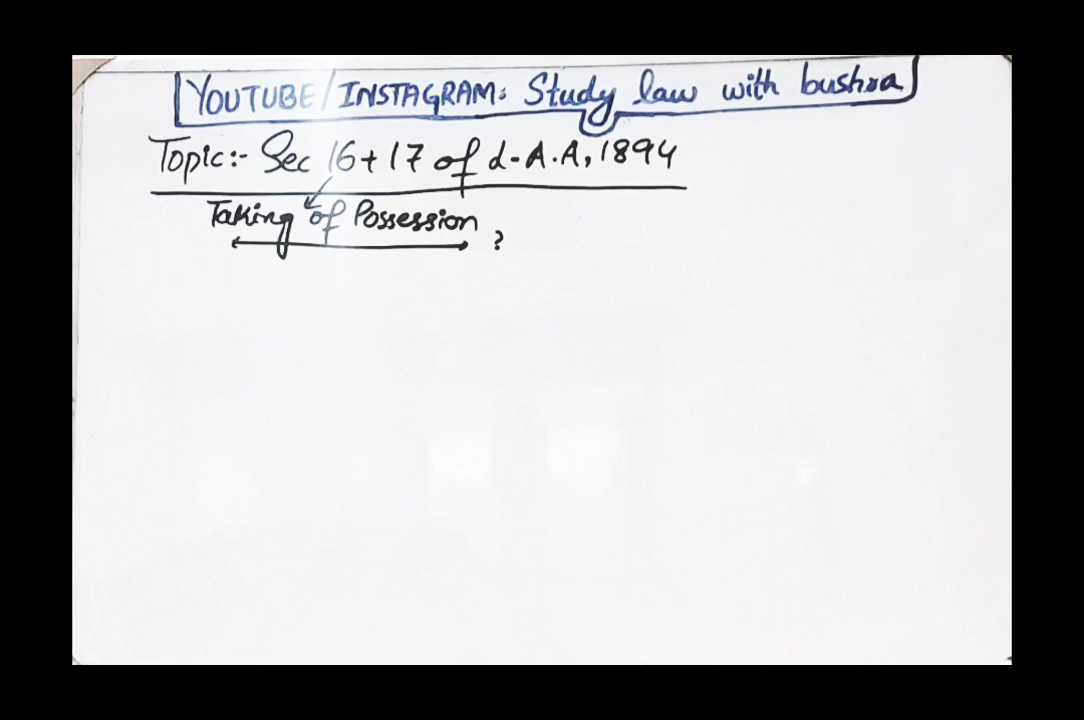 YOUTUBE/INSTAGRAM: Study law with bushra
Topic:- Sec 16+17 of L.A.A, 1894
Taking of Possession ?